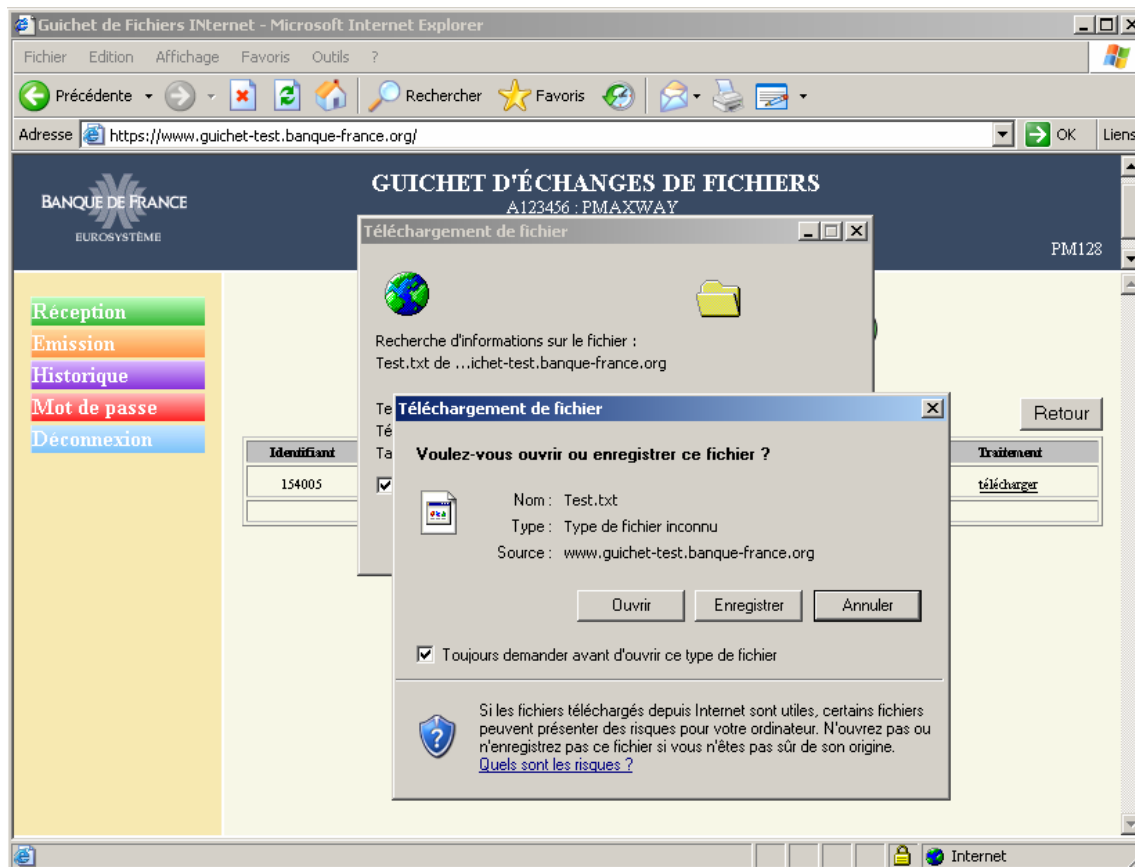 Guichet de Fichiers INternet - Microsoft Internet Explorer
Fichier Edition Affichage Favoris Outils ?
Précédente Rechercher Favoris
Adresse https://www.guichet-test.banque-france.org/ OK Liens
BANQUE DE FRANCE
EUROSYSTÈME
GUICHET D'ÉCHANGES DE FICHIERS
A123456 : PMAXWAY
PM128
Réception
Emission
Historique
Mot de passe
Déconnexion
Téléchargement de fichier
Recherche d'informations sur le fichier :
Test.txt de ...ichet-test.banque-france.org
Te
Té
Ta
Retour
Identifiant Traitement
154005 télécharger
Téléchargement de fichier
Voulez-vous ouvrir ou enregistrer ce fichier ?
Nom : Test.txt
Type : Type de fichier inconnu
Source : www.guichet-test.banque-france.org
Ouvrir Enregistrer Annuler
Toujours demander avant d'ouvrir ce type de fichier
Si les fichiers téléchargés depuis Internet sont utiles, certains fichiers
peuvent présenter des risques pour votre ordinateur. N'ouvrez pas ou
n'enregistrez pas ce fichier si vous n'êtes pas sûr de son origine.
Quels sont les risques ?
Internet